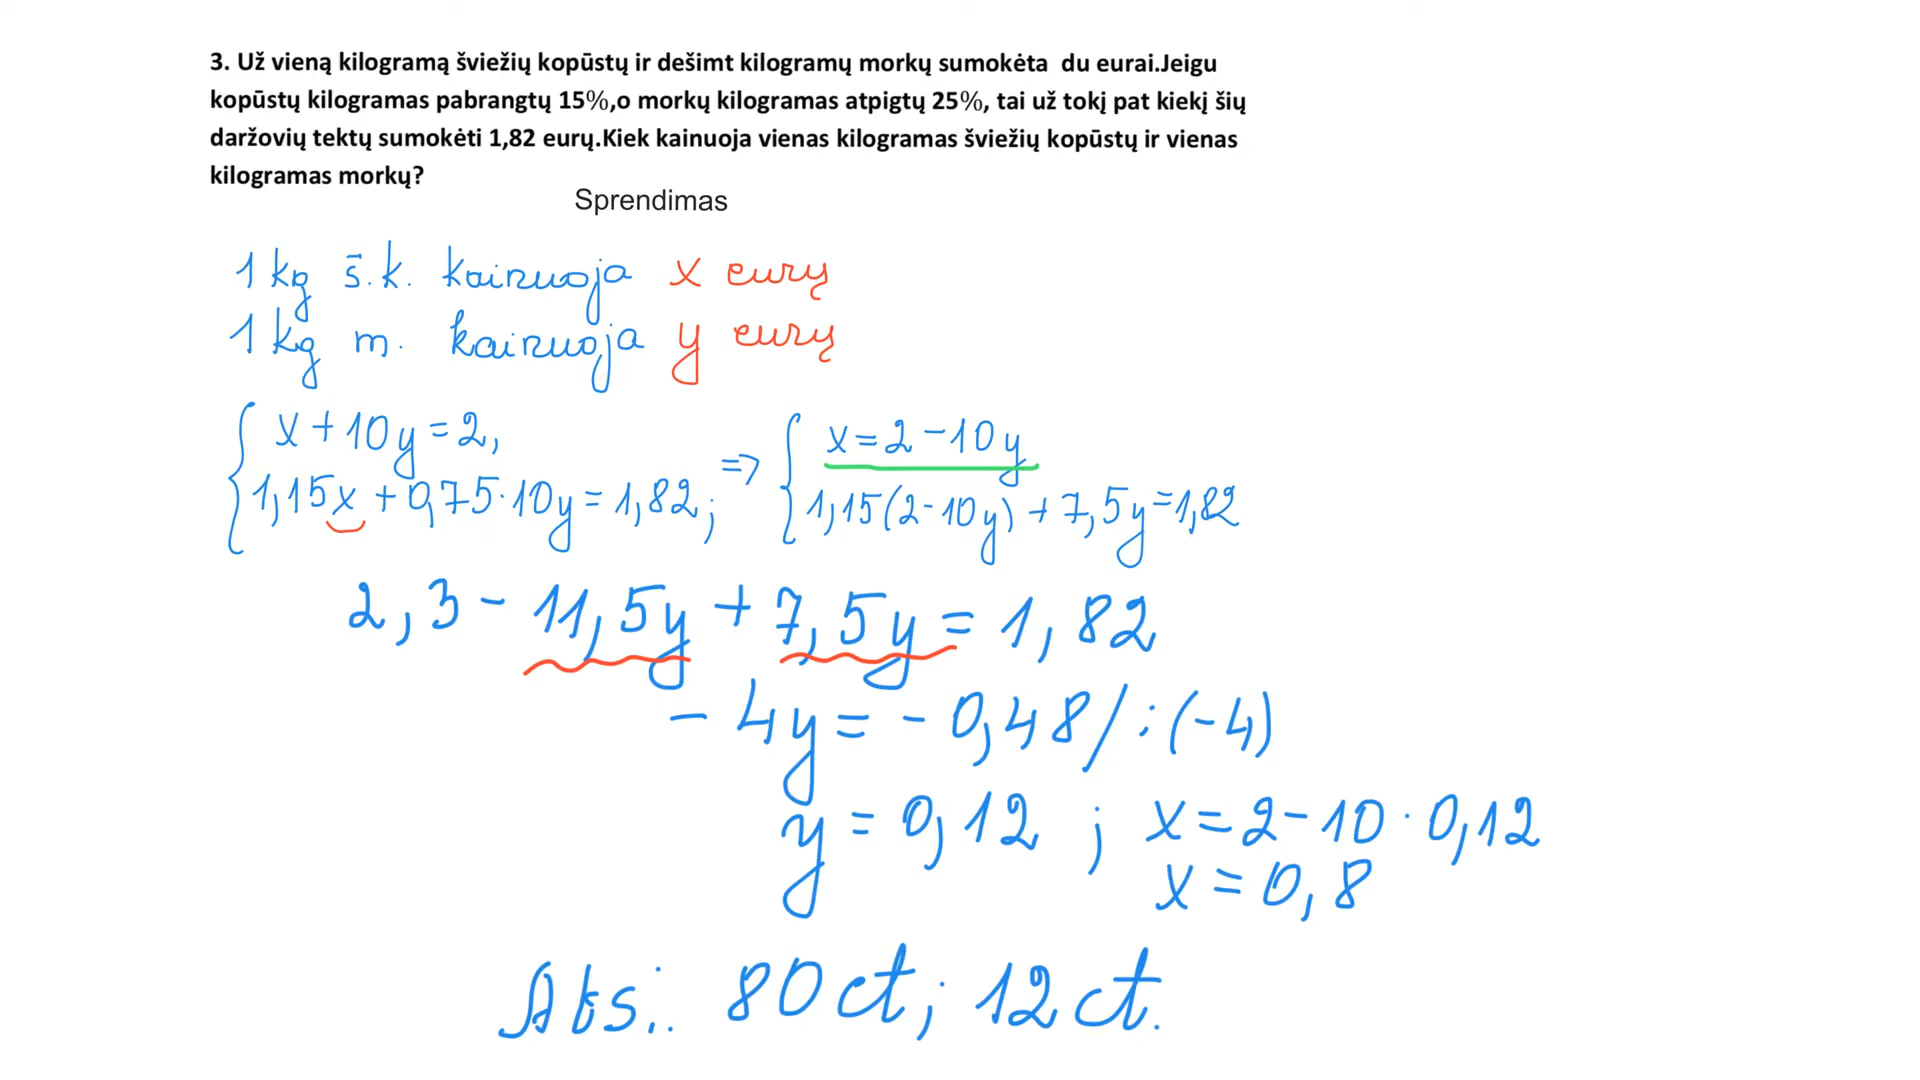 3. Už vieną kilogramą šviežių kopūstų ir dešimt kilogramų morkų sumokėta  du eurai.Jeigu
kopūstų kilogramas pabrangtų 15%,o morkų kilogramas atpigtų 25%, tai už tokį pat kiekį šių
daržovių tektų sumokėti 1,82 eurų.Kiek kainuoja vienas kilogramas šviežių kopūstų ir vienas
kilogramas morkų?
Sprendimas
1 kg š.k. kainuoja x eurų
1 kg m. kainuoja y eurų
x + 10y = 2, => x = 2 - 10y
1,15x + 0,75·10y = 1,82; 1,15(2-10y) + 7,5y = 1,82
2,3 - 11,5y + 7,5y = 1,82
- 4y = - 0,48 / : (-4)
y = 0,12 ; x = 2 - 10 · 0,12
x = 0,8
Ats.: 80 ct; 12 ct.